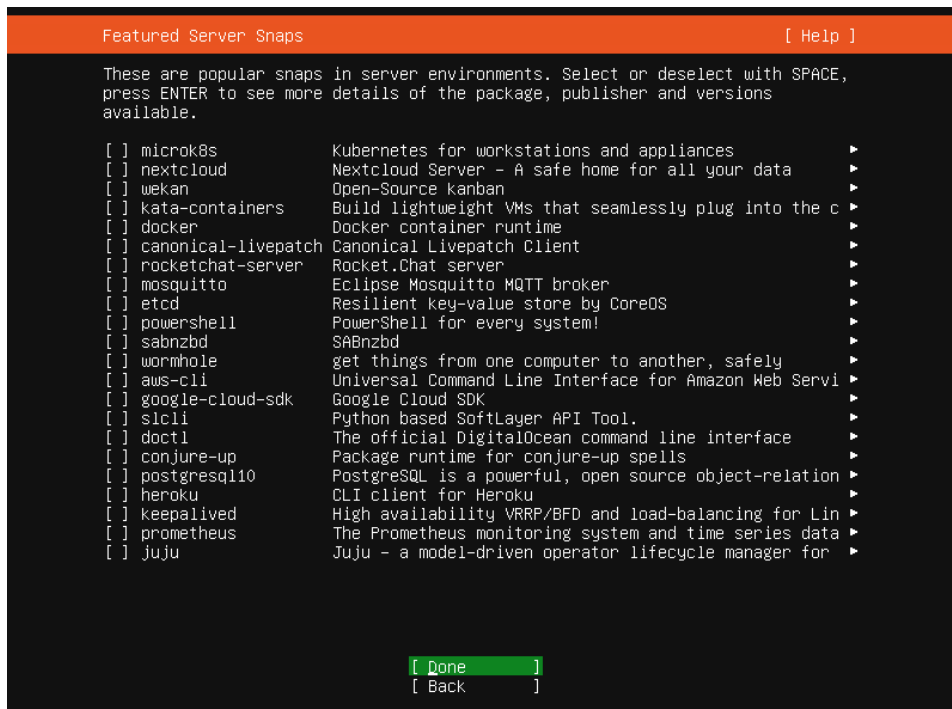 Featured Server Snaps [ Help ]
These are popular snaps in server environments. Select or deselect with SPACE,
press ENTER to see more details of the package, publisher and versions
available.
[ ] microk8s Kubernetes for workstations and appliances ►
[ ] nextcloud Nextcloud Server – A safe home for all your data ►
[ ] wekan Open-Source kanban ►
[ ] kata-containers Build lightweight VMs that seamlessly plug into the c ►
[ ] docker Docker container runtime ►
[ ] canonical-livepatch Canonical Livepatch Client ►
[ ] rocketchat-server Rocket.Chat server ►
[ ] mosquitto Eclipse Mosquitto MQTT broker ►
[ ] etcd Resilient key-value store by CoreOS ►
[ ] powershell PowerShell for every system! ►
[ ] sabnzbd SABnzbd ►
[ ] wormhole get things from one computer to another, safely ►
[ ] aws-cli Universal Command Line Interface for Amazon Web Servi ►
[ ] google-cloud-sdk Google Cloud SDK ►
[ ] slcli Python based SoftLayer API Tool. ►
[ ] doctl The official DigitalOcean command line interface ►
[ ] conjure-up Package runtime for conjure-up spells ►
[ ] postgresql10 PostgreSQL is a powerful, open source object-relation ►
[ ] heroku CLI client for Heroku ►
[ ] keepalived High availability VRRP/BFD and load-balancing for Lin ►
[ ] prometheus The Prometheus monitoring system and time series data ►
[ ] juju Juju – a model-driven operator lifecycle manager for ►
[ Done ]
[ Back ]